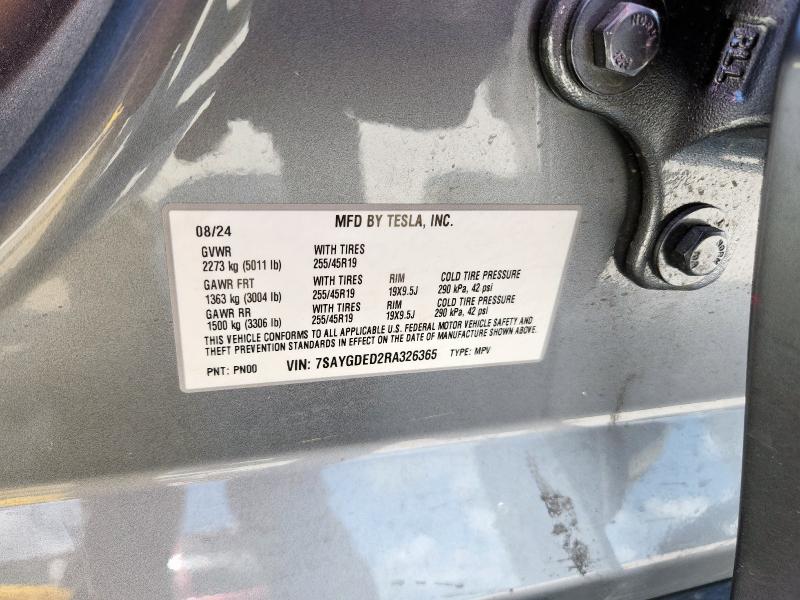 08/24 MFD BY TESLA, INC.
GVWR WITH TIRES
2273 kg (5011 lb) 255/45R19
GAWR FRT WITH TIRES RIM COLD TIRE PRESSURE
1363 kg (3004 lb) 255/45R19 19X9.5J 290 kPa, 42 psi
GAWR RR WITH TIRES RIM COLD TIRE PRESSURE
1500 kg (3306 lb) 255/45R19 19X9.5J 290 kPa, 42 psi
THIS VEHICLE CONFORMS TO ALL APPLICABLE U.S. FEDERAL MOTOR VEHICLE SAFETY AND
THEFT PREVENTION STANDARDS IN EFFECT ON THE DATE OF MANUFACTURE SHOWN ABOVE.
PNT: PN00 VIN: 7SAYGDED2RA326365 TYPE: MPV